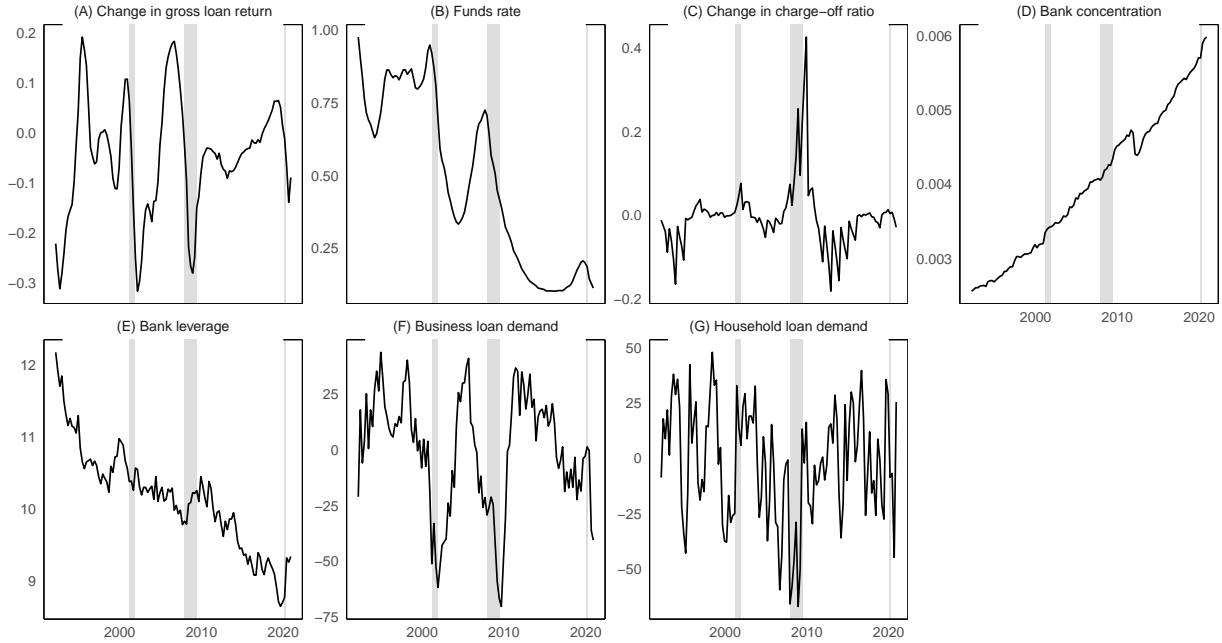 (A) Change in gross loan return
0.2
0.1
0.0
−0.1
−0.2
−0.3
(B) Funds rate
1.00
0.75
0.50
0.25
(C) Change in charge−off ratio
0.4
0.2
0.0
−0.2
(D) Bank concentration
0.006
0.005
0.004
0.003
2000 2010 2020
(E) Bank leverage
12
11
10
9
2000 2010 2020
(F) Business loan demand
25
0
−25
−50
−75
2000 2010 2020
(G) Household loan demand
50
25
0
−25
−50
2000 2010 2020